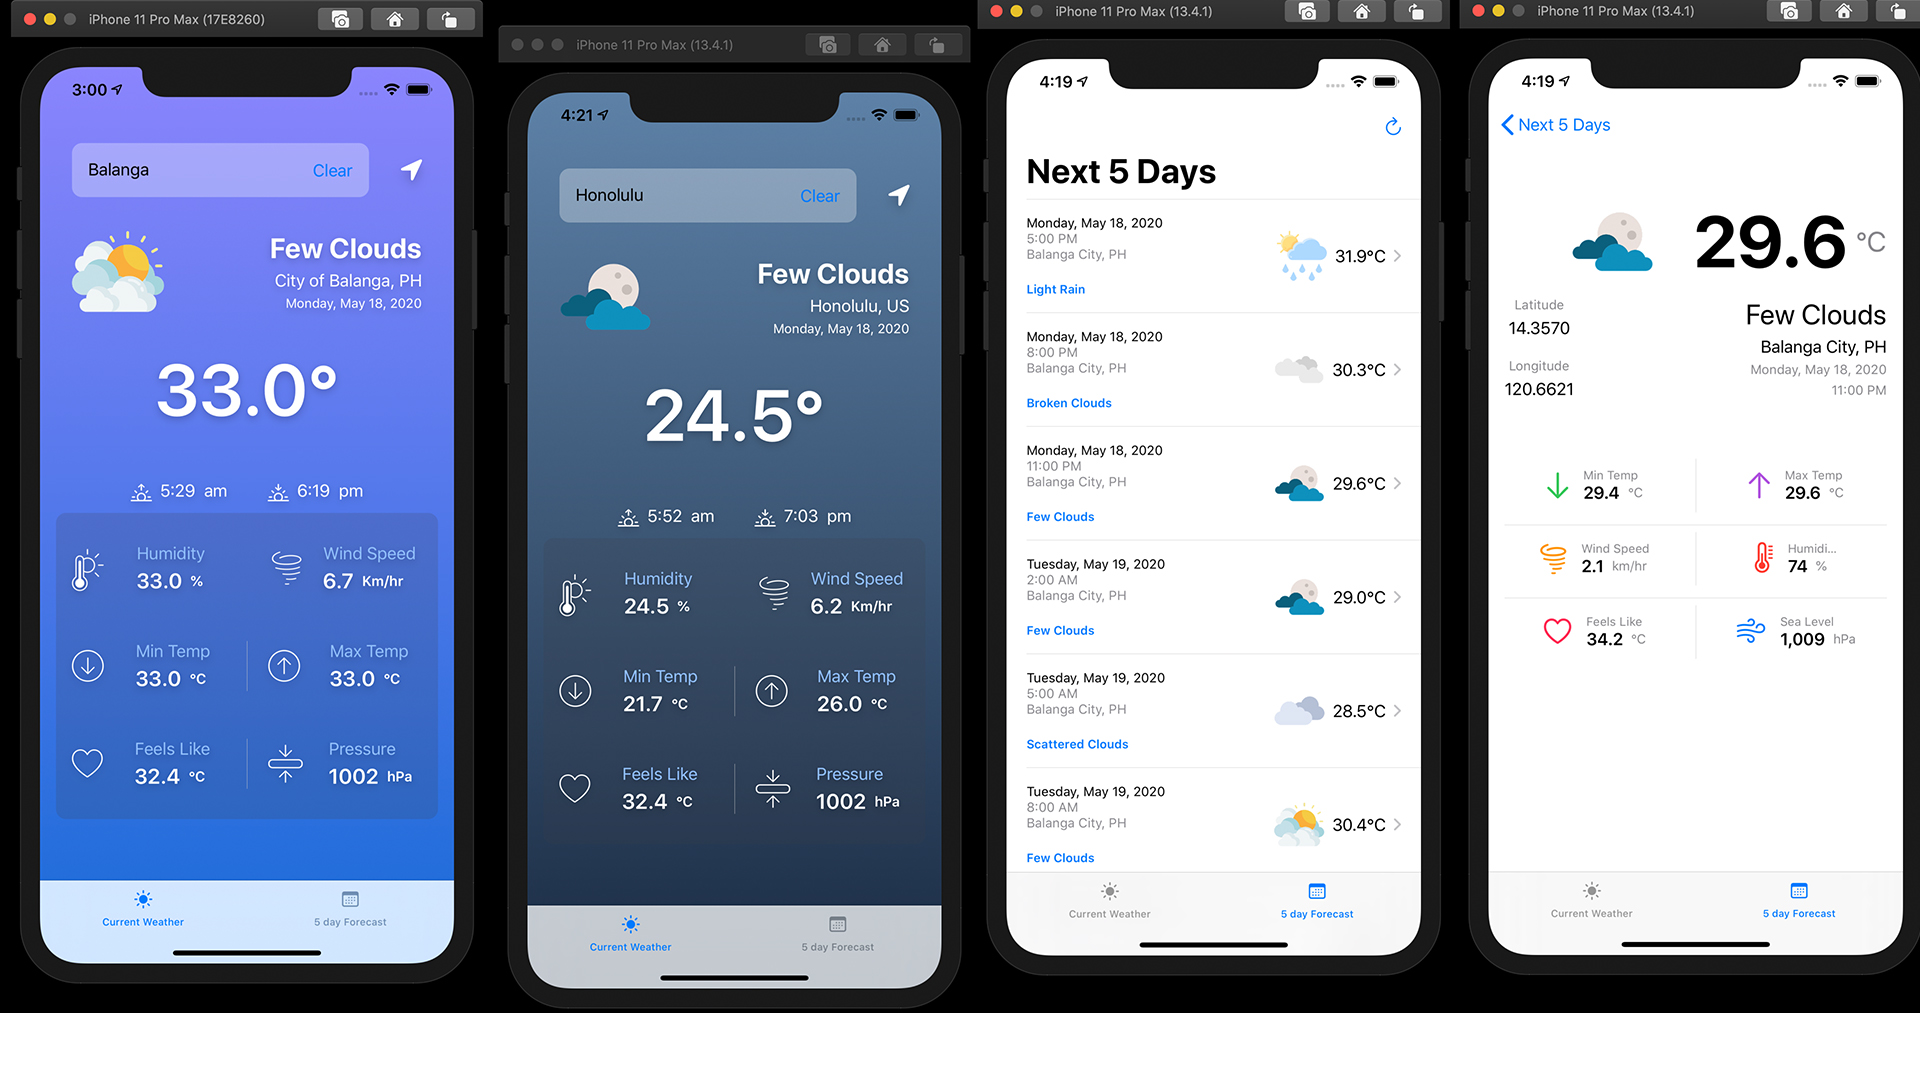 iPhone 11 Pro Max (17E8260)
3:00
Balanga
Clear
Few Clouds
City of Balanga, PH
Monday, May 18, 2020
33.0°
5:29 am
6:19 pm
Humidity
33.0 %
Wind Speed
6.7 Km/hr
Min Temp
33.0 °C
Max Temp
33.0 °C
Feels Like
32.4 °C
Pressure
1002 hPa
Current Weather
5 day Forecast
iPhone 11 Pro Max (13.4.1)
4:21
Honolulu
Clear
Few Clouds
Honolulu, US
Monday, May 18, 2020
24.5°
5:52 am
7:03 pm
Humidity
24.5 %
Wind Speed
6.2 Km/hr
Min Temp
21.7 °C
Max Temp
26.0 °C
Feels Like
32.4 °C
Pressure
1002 hPa
Current Weather
5 day Forecast
iPhone 11 Pro Max (13.4.1)
4:19
Next 5 Days
Monday, May 18, 2020
5:00 PM
Balanga City, PH
Light Rain
31.9°C
Monday, May 18, 2020
8:00 PM
Balanga City, PH
Broken Clouds
30.3°C
Monday, May 18, 2020
11:00 PM
Balanga City, PH
Few Clouds
29.6°C
Tuesday, May 19, 2020
2:00 AM
Balanga City, PH
Few Clouds
29.0°C
Tuesday, May 19, 2020
5:00 AM
Balanga City, PH
Scattered Clouds
28.5°C
Tuesday, May 19, 2020
8:00 AM
Balanga City, PH
Few Clouds
30.4°C
Current Weather
5 day Forecast
iPhone 11 Pro Max (13.4.1)
4:19
Next 5 Days
29.6 °C
Latitude
14.3570
Longitude
120.6621
Few Clouds
Balanga City, PH
Monday, May 18, 2020
11:00 PM
Min Temp
29.4 °C
Max Temp
29.6 °C
Wind Speed
2.1 km/hr
Humidi...
74 %
Feels Like
34.2 °C
Sea Level
1,009 hPa
Current Weather
5 day Forecast